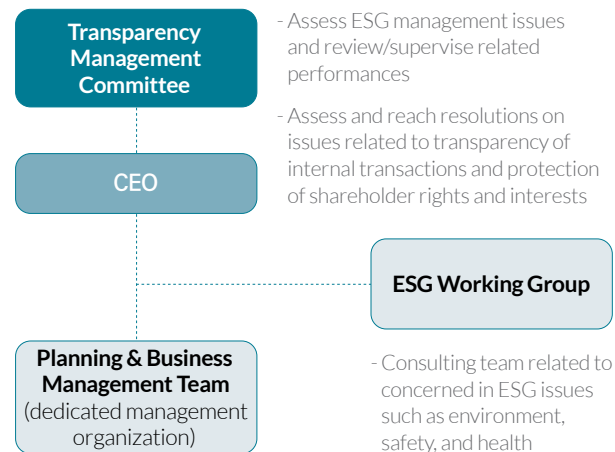 Transparency
Management
Committee
- Assess ESG management issues
and review/supervise related
performances
- Assess and reach resolutions on
issues related to transparency of
internal transactions and protection
of shareholder rights and interests
CEO
ESG Working Group
Planning & Business
Management Team
(dedicated management
organization)
- Consulting team related to
concerned in ESG issues
such as environment,
safety, and health